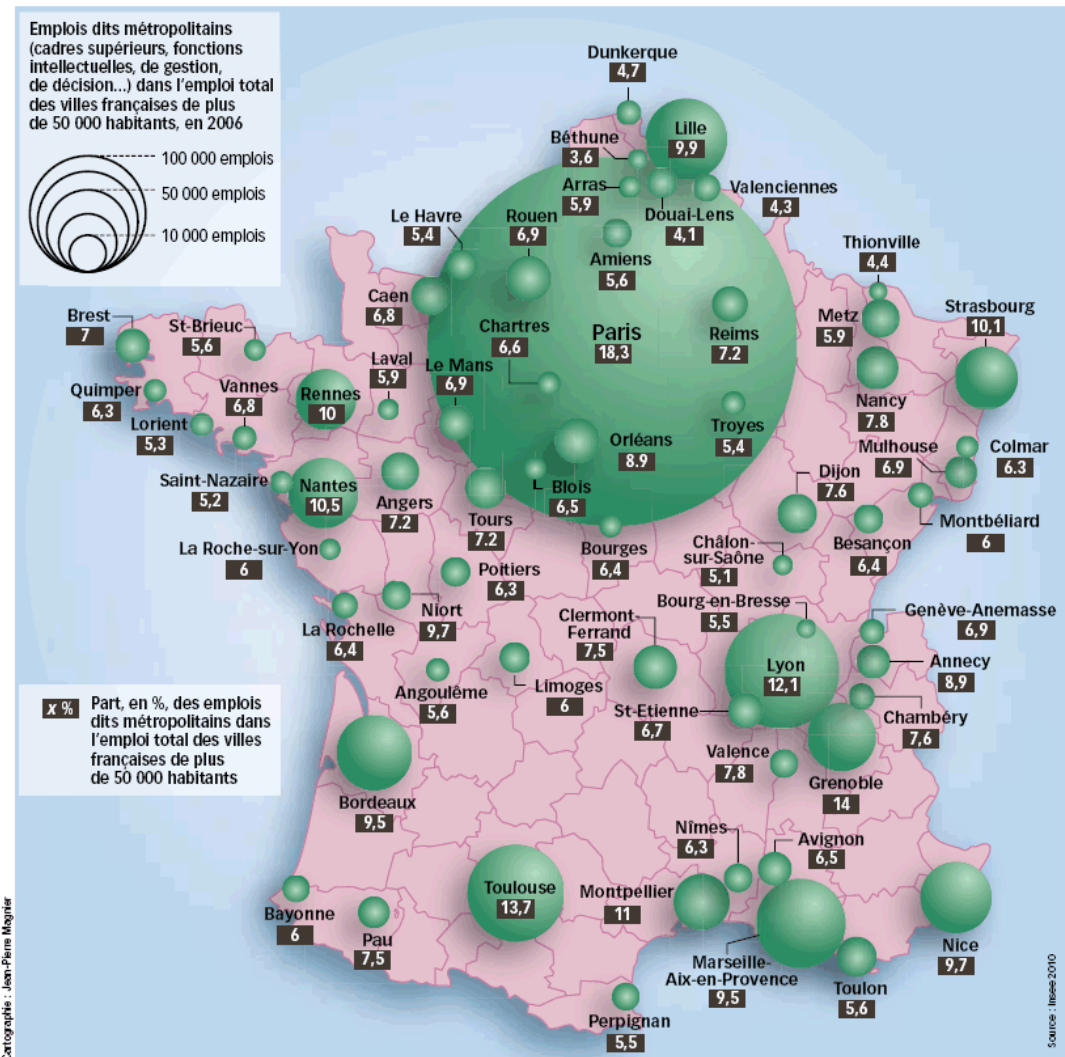 Emplois dits métropolitains
(cadres supérieurs, fonctions
intellectuelles, de gestion,
de décision...) dans l'emploi total
des villes françaises de plus
de 50 000 habitants, en 2006
100 000 emplois
50 000 emplois
10 000 emplois
Dunkerque
4,7
Lille
9,9
Béthune
3,6
Arras
5,9
Douai-Lens
4,1
Valenciennes
4,3
Le Havre
5,4
Rouen
6,9
Amiens
5,6
Thionville
4,4
Caen
6,8
Metz
5.9
Strasbourg
10,1
Brest
7
St-Brieuc
5,6
Chartres
6,6
Paris
18,3
Reims
7.2
Laval
5,9
Le Mans
6,9
Quimper
6,3
Vannes
6,8
Rennes
10
Nancy
7.8
Lorient
5,3
Orléans
8.9
Troyes
5,4
Mulhouse
6.9
Colmar
6.3
Saint-Nazaire
5,2
Nantes
10,5
Angers
7.2
Tours
7.2
Blois
6,5
Dijon
7.6
Montbéliard
6
La Roche-sur-Yon
6
Bourges
6,4
Châlon-
sur-Saône
5,1
Besançon
6,4
Poitiers
6,3
Niort
9,7
La Rochelle
6,4
Clermont-
Ferrand
7,5
Bourg-en-Bresse
5,5
Genève-Anemasse
6,9
Lyon
12,1
Annecy
8,9
Angoulême
5,6
Limoges
6
St-Etienne
6,7
Chambéry
7,6
x %
Part, en %, des emplois
dits métropolitains dans
l'emploi total des villes
françaises de plus
de 50 000 habitants
Valence
7,8
Grenoble
14
Bordeaux
9,5
Nîmes
6,3
Avignon
6,5
Toulouse
13,7
Montpellier
11
Bayonne
6
Pau
7,5
Marseille-
Aix-en-Provence
9,5
Toulon
5,6
Nice
9,7
Perpignan
5,5
Cartographie : Jean-Pierre Magnier
Source : Insee 2010